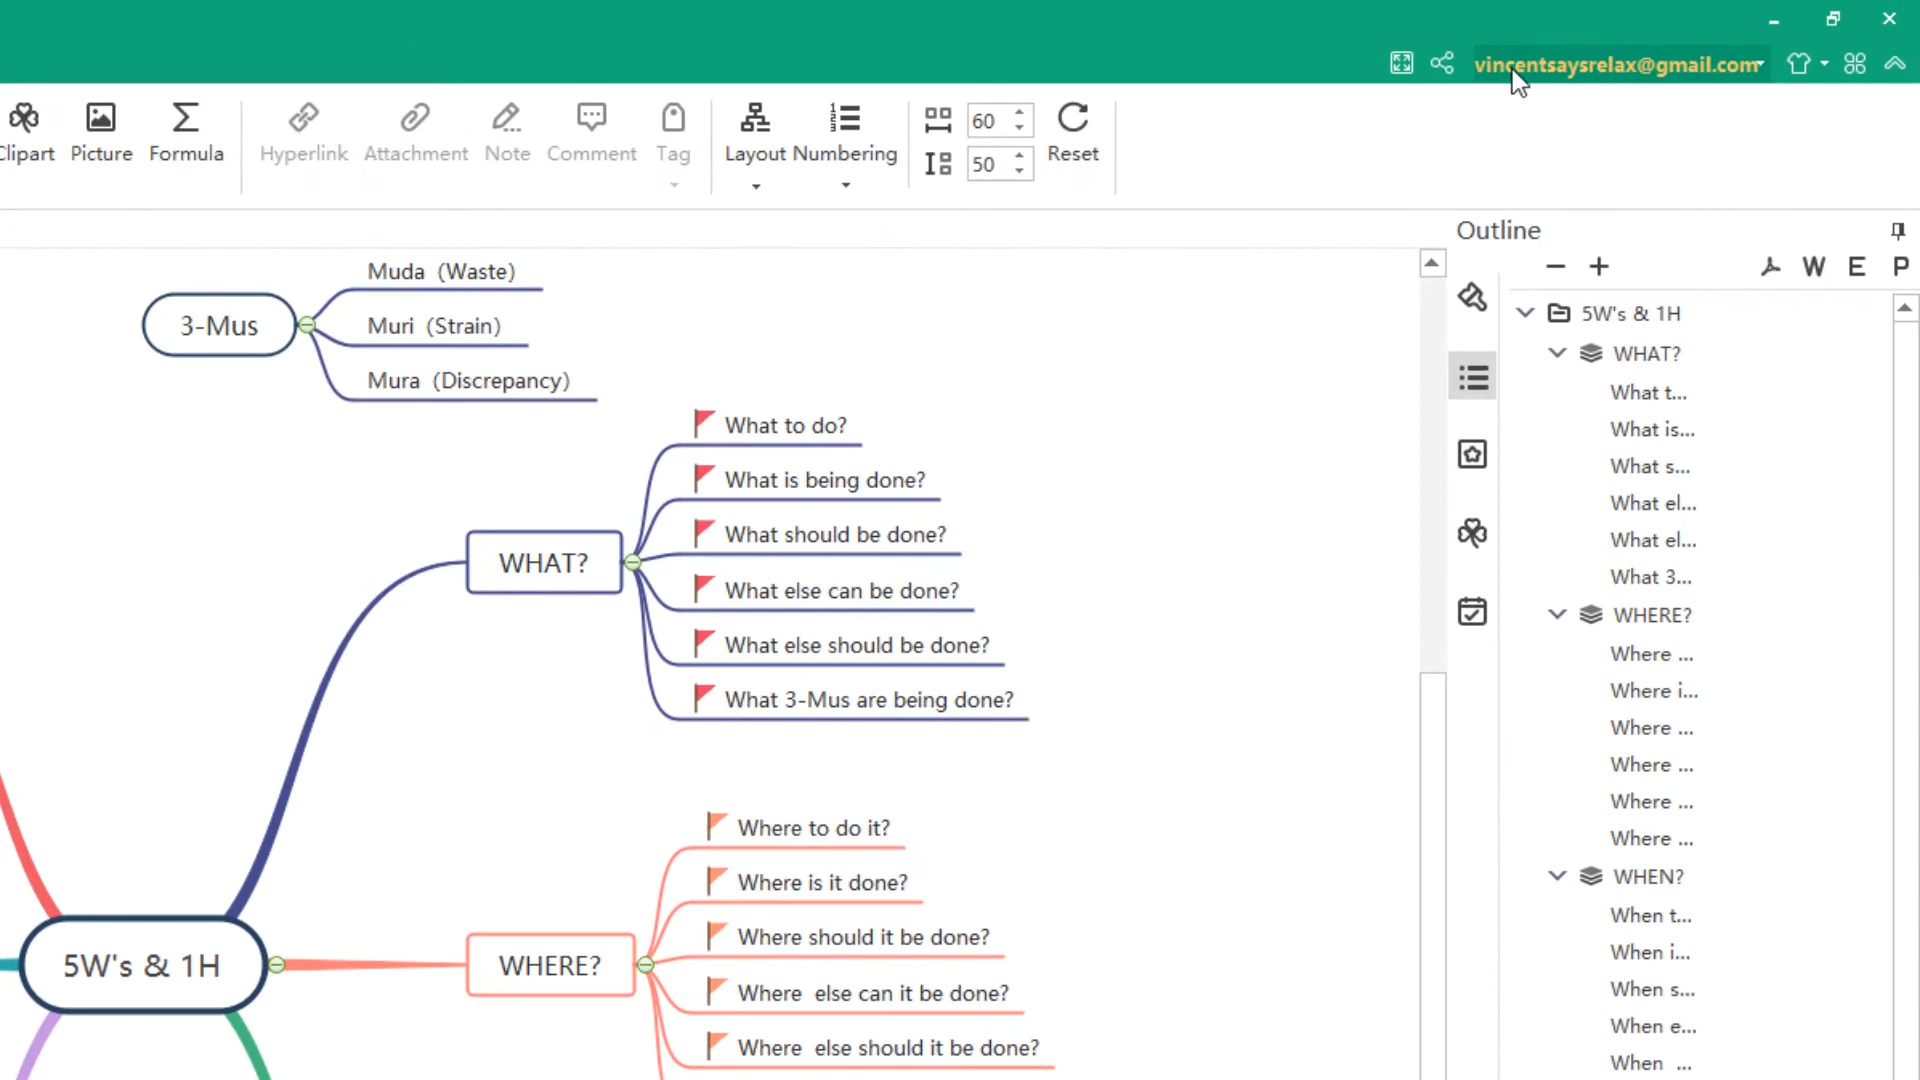 vincentsaysrelax@gmail.com
Clipart Picture Formula Hyperlink Attachment Note Comment Tag Layout Numbering 60 50 Reset
Outline
W E P
3-Mus
Muda (Waste)
Muri (Strain)
Mura (Discrepancy)
WHAT?
What to do?
What is being done?
What should be done?
What else can be done?
What else should be done?
What 3-Mus are being done?
5W's & 1H
WHERE?
Where to do it?
Where is it done?
Where should it be done?
Where else can it be done?
Where else should it be done?
5W's & 1H
WHAT?
What t...
What is...
What s...
What el...
What el...
What 3...
WHERE?
Where ...
Where i...
Where ...
Where ...
Where ...
Where ...
WHEN?
When t...
When i...
When s...
When e...
When ...